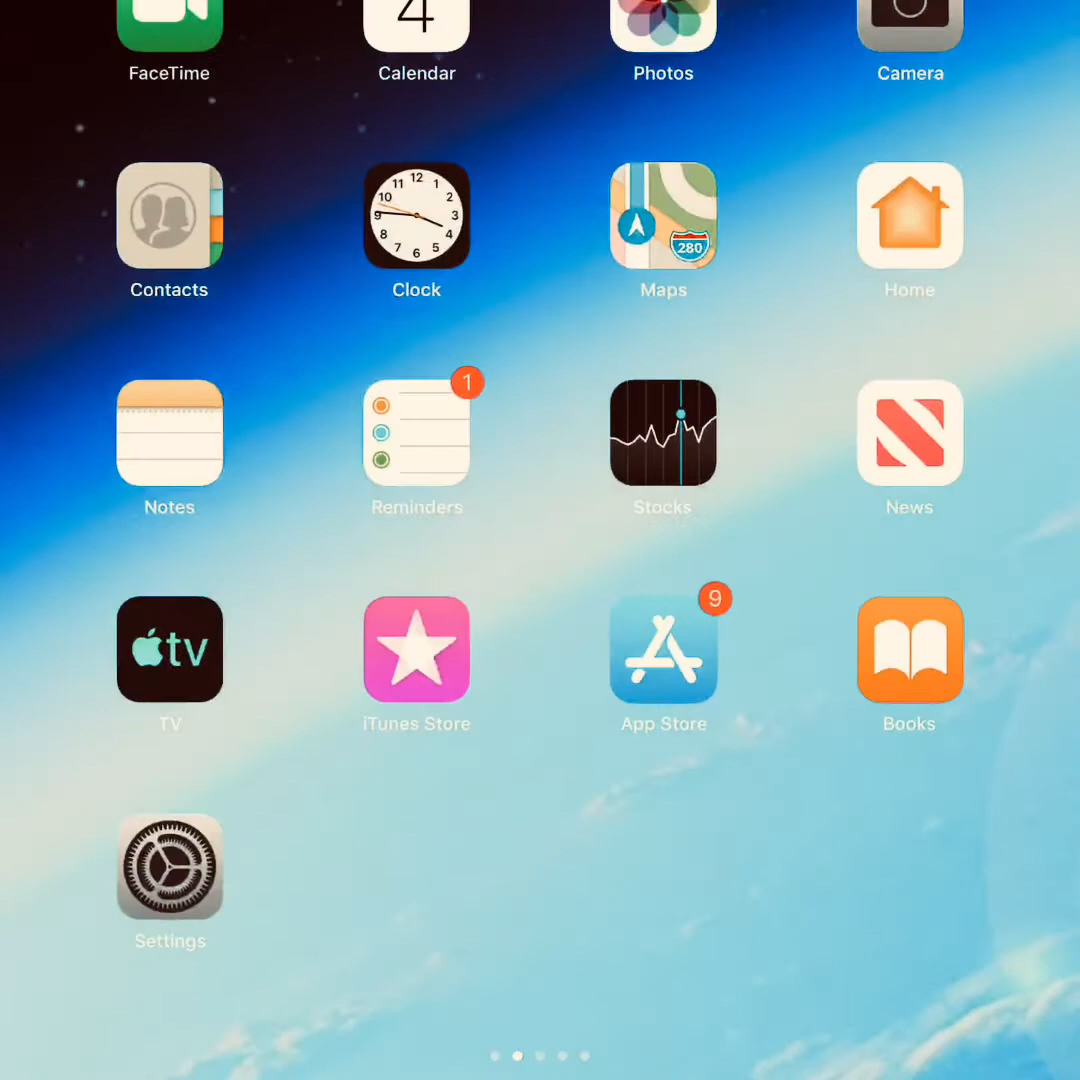 4
FaceTime Calendar Photos Camera
12
11 1
10 2
9 3
8 4
7 5
6
280
Contacts Clock Maps Home
1
Notes Reminders Stocks News
9
tv
TV iTunes Store App Store Books
Settings